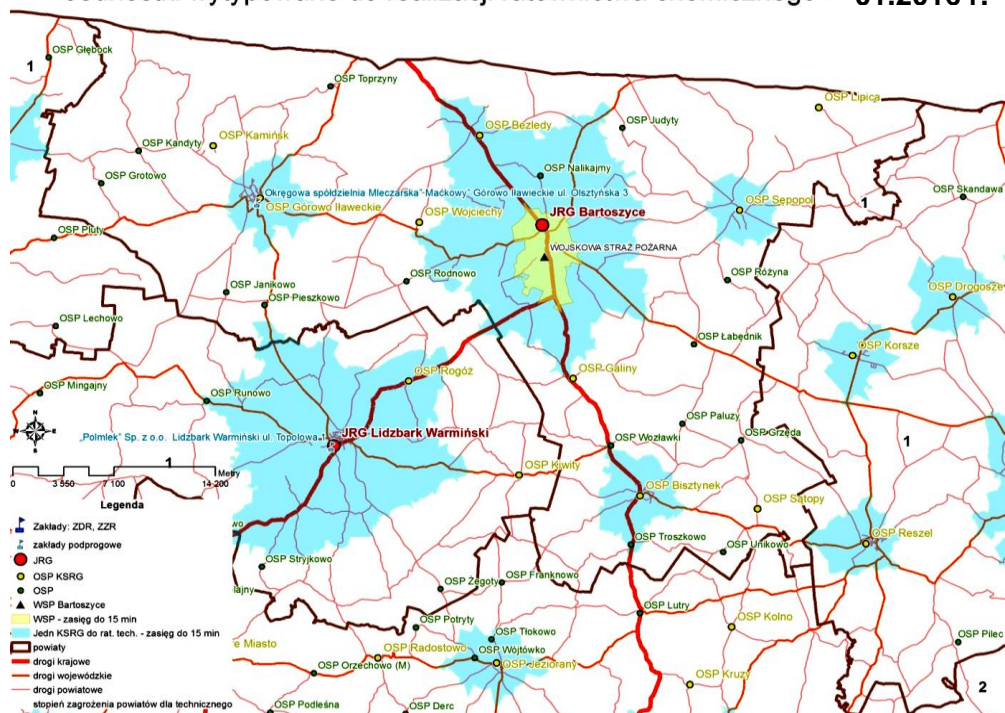 01.2016 r.
1
OSP Głębock
OSP Toprzyny
OSP Lipica
OSP Kamińsk
OSP Bezledy
OSP Judyty
OSP Kandyty
OSP Nalikajmy
OSP Grotowo
Okręgowa spółdzielnia Mleczarska"-Maćkowy," Górowo Iławieckie ul. Olsztyńska 3
OSP Skandawa
OSP Górowo Iławeckie
OSP Wojciechy
JRG Bartoszyce
OSP Sępopol
1
OSP Pluty
WOJSKOWA STRAŻ POŻARNA
OSP Rodnowo
OSP Różyna
OSP Janikowo
OSP Pieszkowo
OSP Drogosze
OSP Lechowo
OSP Łabędnik
OSP Korsze
OSP Rogóż
OSP Galiny
OSP Mingajny
OSP Runowo
OSP Paluzy
JRG Lidzbark Warmiński
„Polmlek" Sp. z o.o. Lidzbark Warmiński ul. Topolowa 1
OSP Wozławki
OSP Grzęda
1
N
W E
S
1
Metry
0 3 550 7 100 14 200
OSP Kiwity
OSP Bisztynek
OSP Satopy
OSP Reszel
OSP Troszkowo
OSP Unikowo
OSP Stryjkowo
OSP Żegoty
OSP Franknowo
OSP Lutry
OSP Kolno
OSP Potryty
OSP Tłokowo
OSP Pilec
OSP Radostowo
OSP Wójtówko
OSP Jeziorany
OSP Orzechowo (M)
OSP Kruzy
2
OSP Podleśna
OSP Derc
Legenda
Zakłady: ZDR, ZZR
zakłady podprogowe
JRG
OSP KSRG
OSP
WSP Bartoszyce
WSP - zasięg do 15 min
Jedn KSRG do rat. tech. - zasięg do 15 min
powiaty
drogi krajowe
drogi wojewódzkie
drogi powiatowe
stopień zagrożenia powiatów dla technicznego